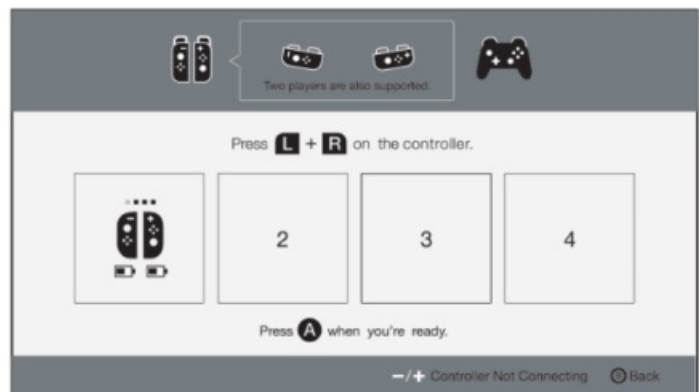 Two players are also supported.
Press L + R on the controller.
2
3
4
Press A when you're ready.
−/+ Controller Not Connecting B Back